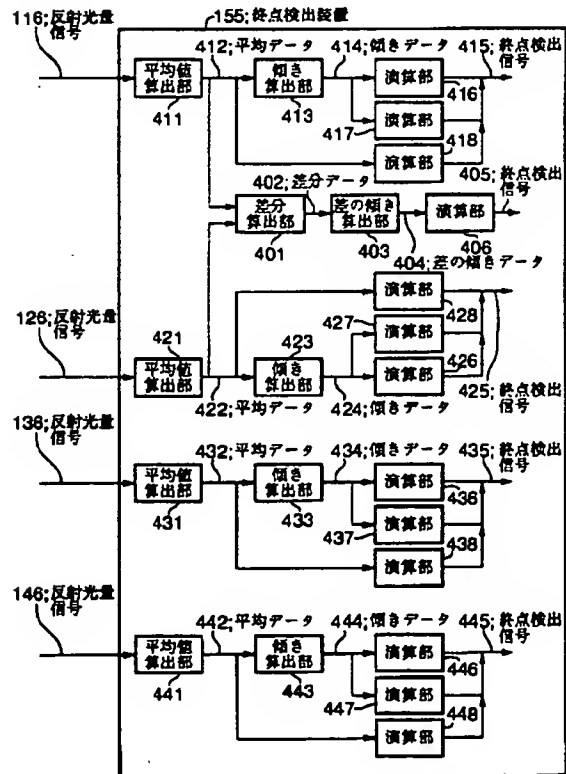 155;終点検出装置
116;反射光量
信号
412;平均データ
414;傾きデータ
415;終点検出
信号
平均値
算出部
411
傾き
算出部
413
演算部
416
417
演算部
418
演算部
402;差分データ
405;終点検出
信号
差分
算出部
401
差の傾き
算出部
403
演算部
406
404;差の傾きデータ
126;反射光量
信号
421
平均値
算出部
423
傾き
算出部
演算部
428
427
演算部
426
演算部
422;平均データ
424;傾きデータ
425;終点検出
信号
136;反射光量
信号
432;平均データ
434;傾きデータ
435;終点検出
信号
平均値
算出部
431
傾き
算出部
433
演算部
436
437
演算部
438
演算部
146;反射光量
信号
442;平均データ
444;傾きデータ
445;終点検出
信号
平均値
算出部
441
傾き
算出部
443
演算部
446
447
演算部
448
演算部